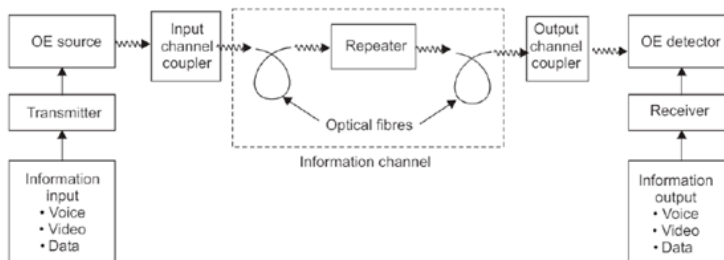 OE source
Input
channel
coupler
Repeater
Output
channel
coupler
OE detector
Transmitter
Optical fibres
Receiver
Information channel
Information
input
• Voice
• Video
• Data
Information
output
• Voice
• Video
• Data